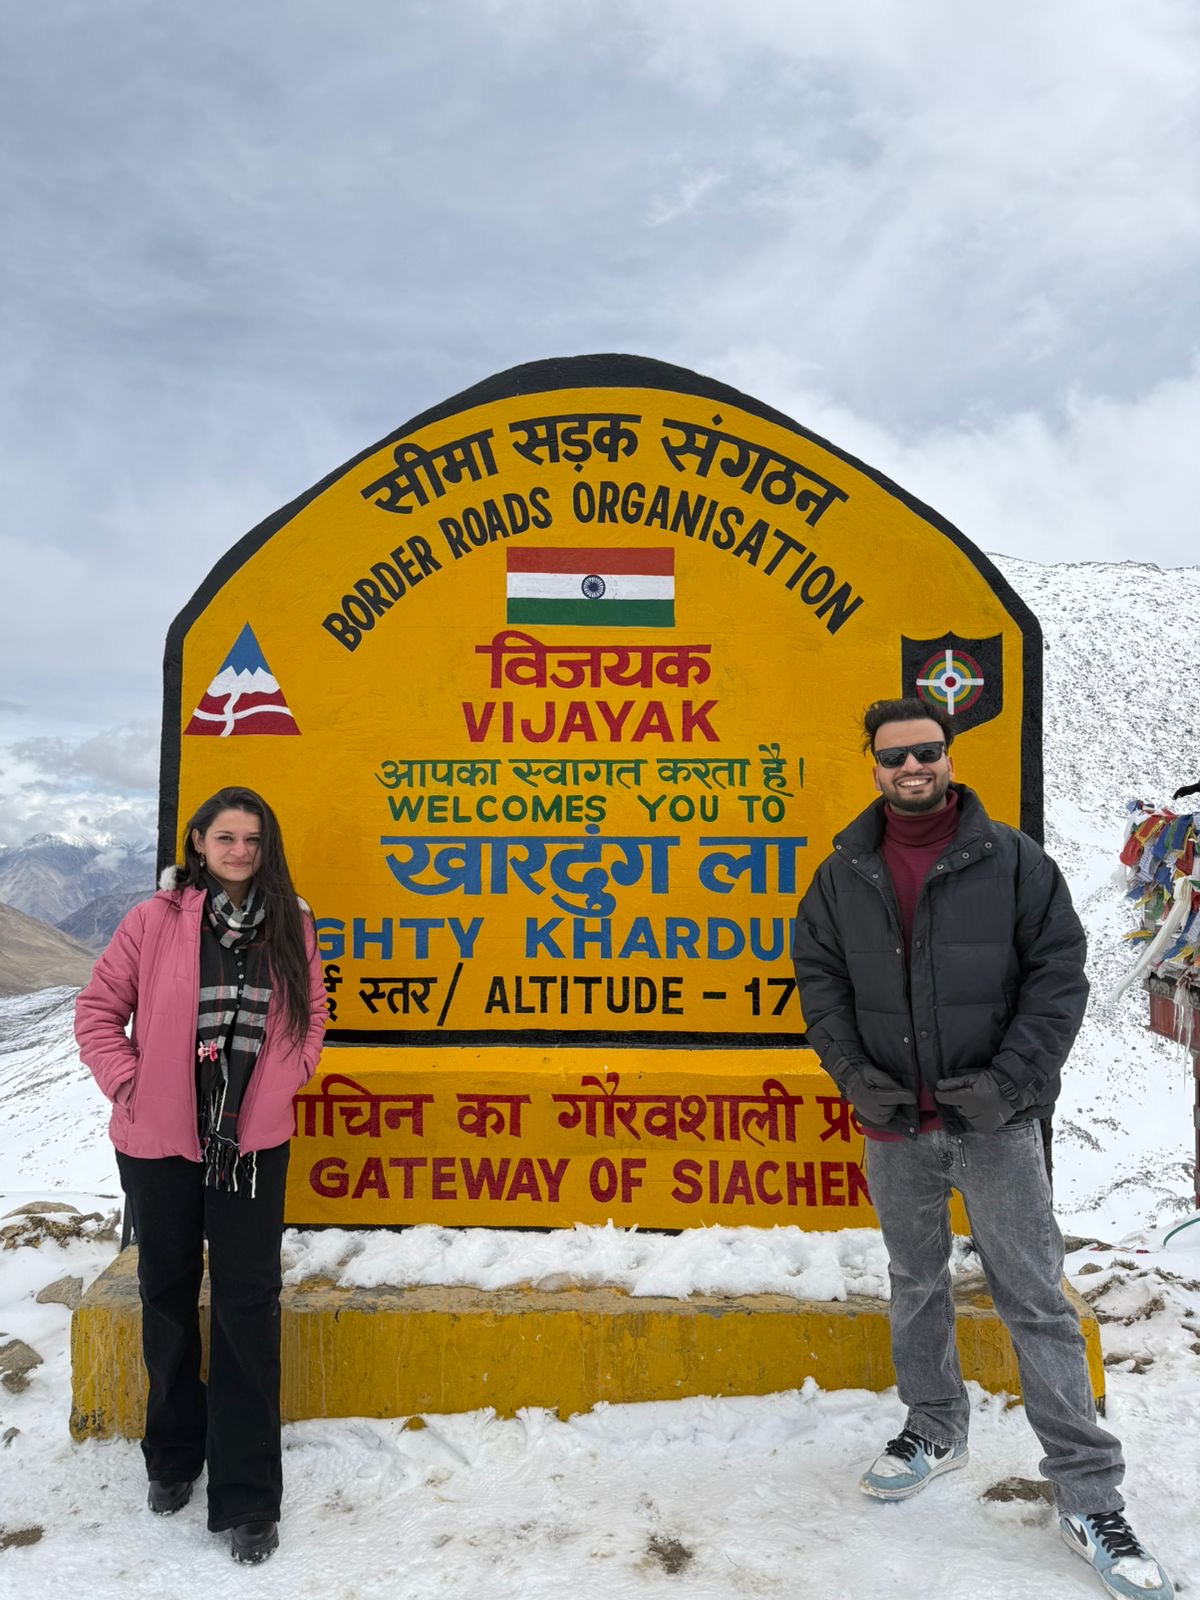 सीमा सड़क संगठन
BORDER ROADS ORGANISATION
विजयक
VIJAYAK
आपका स्वागत करता है।
WELCOMES YOU TO
खारदुंग ला
GHTY KHARDU
ई स्तर/ ALTITUDE - 17
ाचिन का गौरवशाली प्र
GATEWAY OF SIACHEN